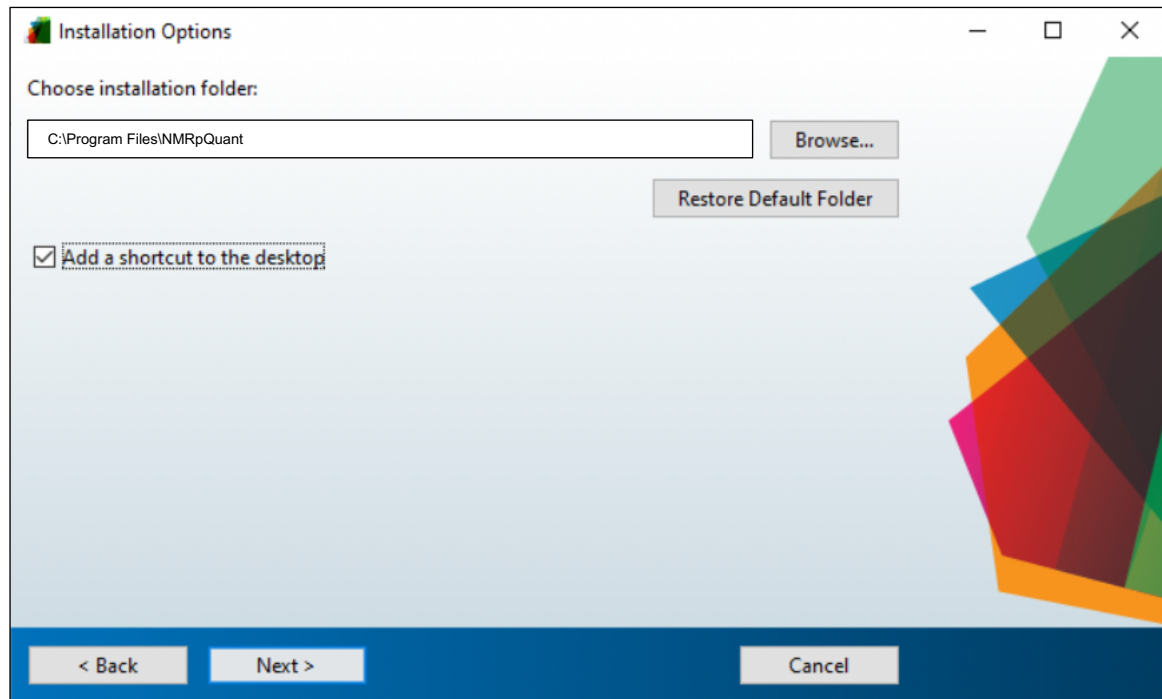 Installation Options
Choose installation folder:
C:\Program Files\NMRpQuant
Browse...
Restore Default Folder
Add a shortcut to the desktop
< Back
Next >
Cancel